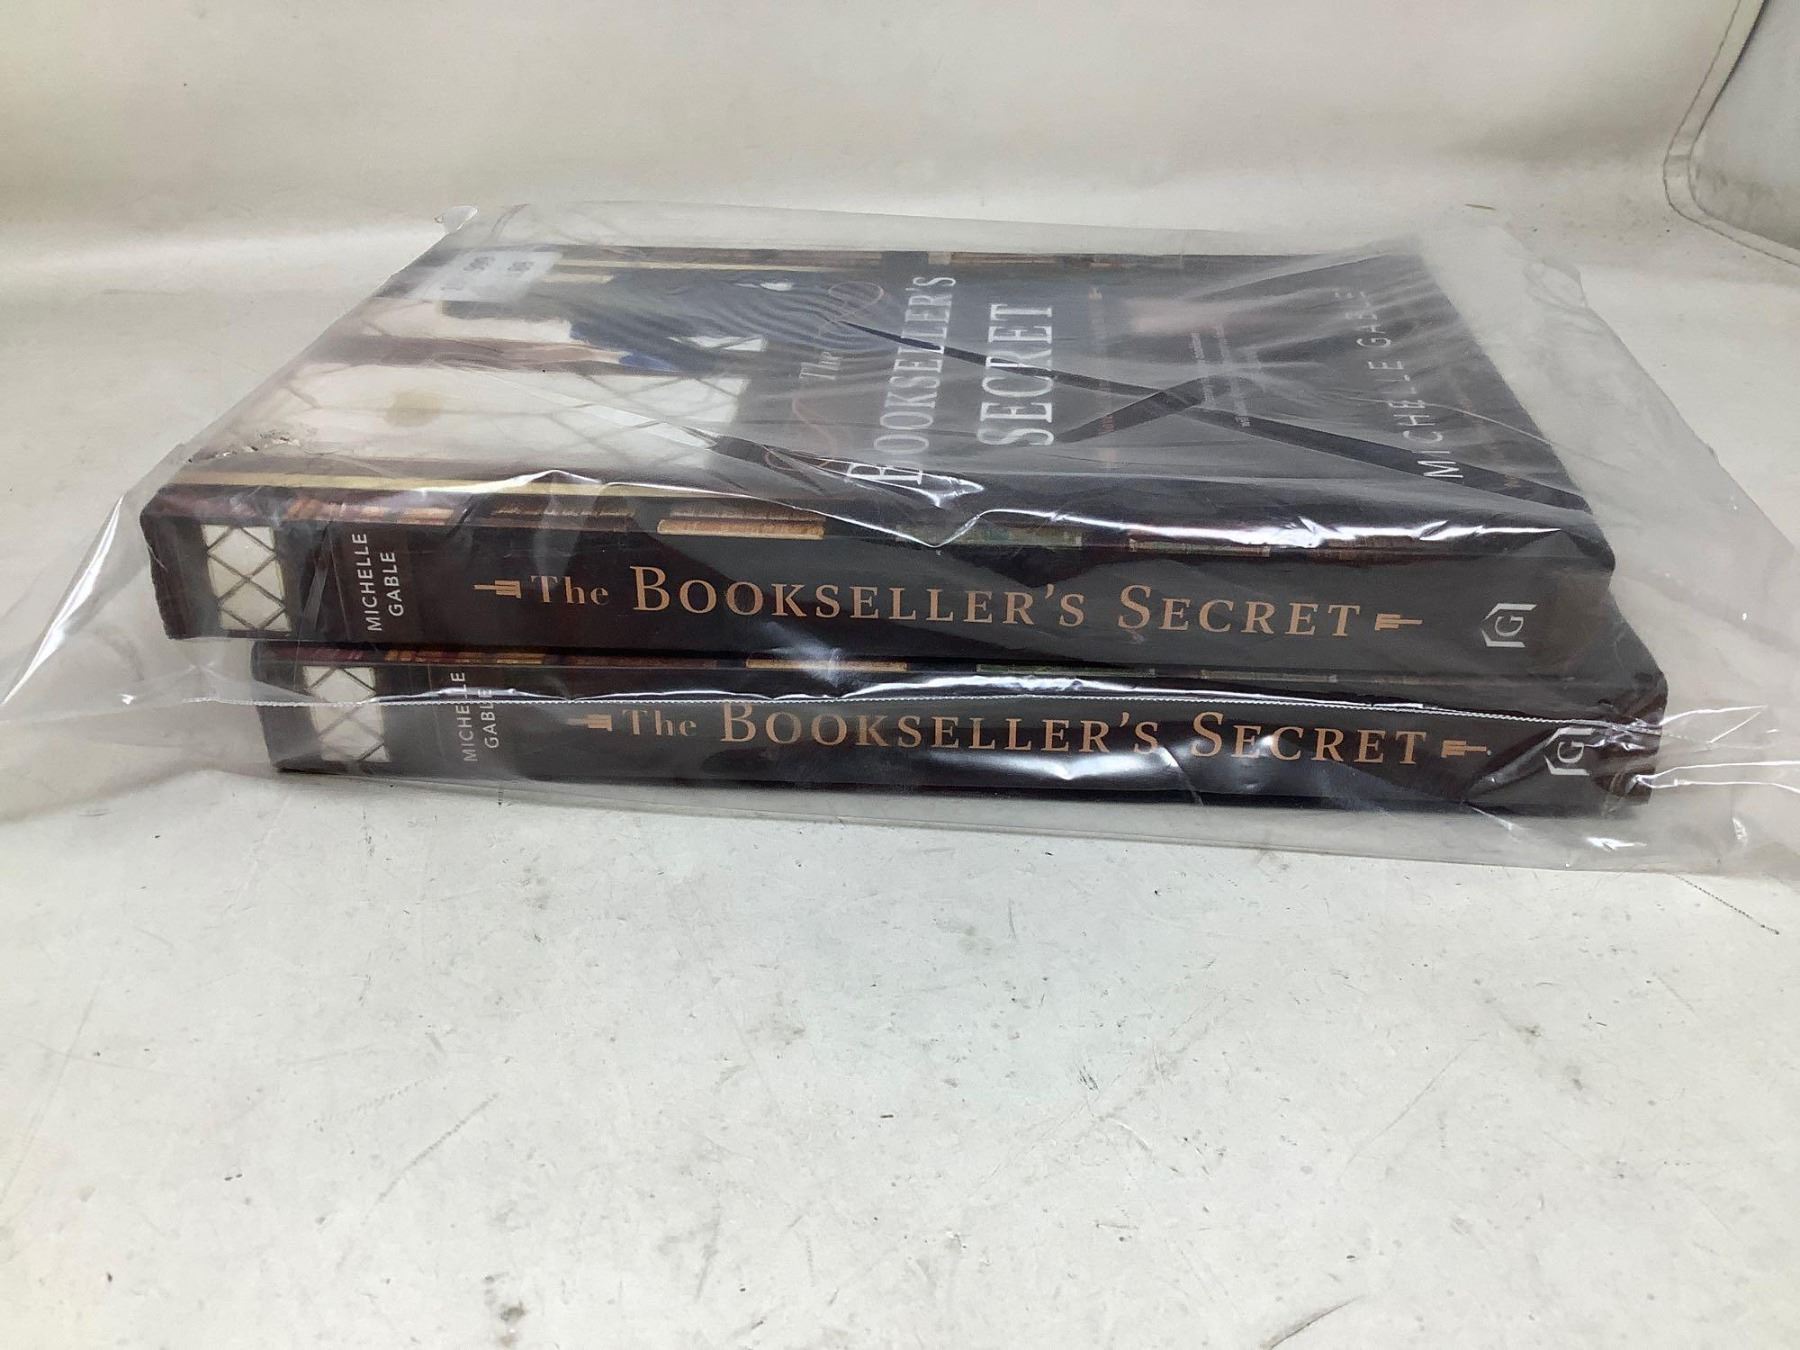 The
BOOKSELLER'S
SECRET
MICHELLE GABLE
MICHELLE
GABLE
The BOOKSELLER'S SECRET
G
MICHELLE
GABLE
The BOOKSELLER'S SECRET
G